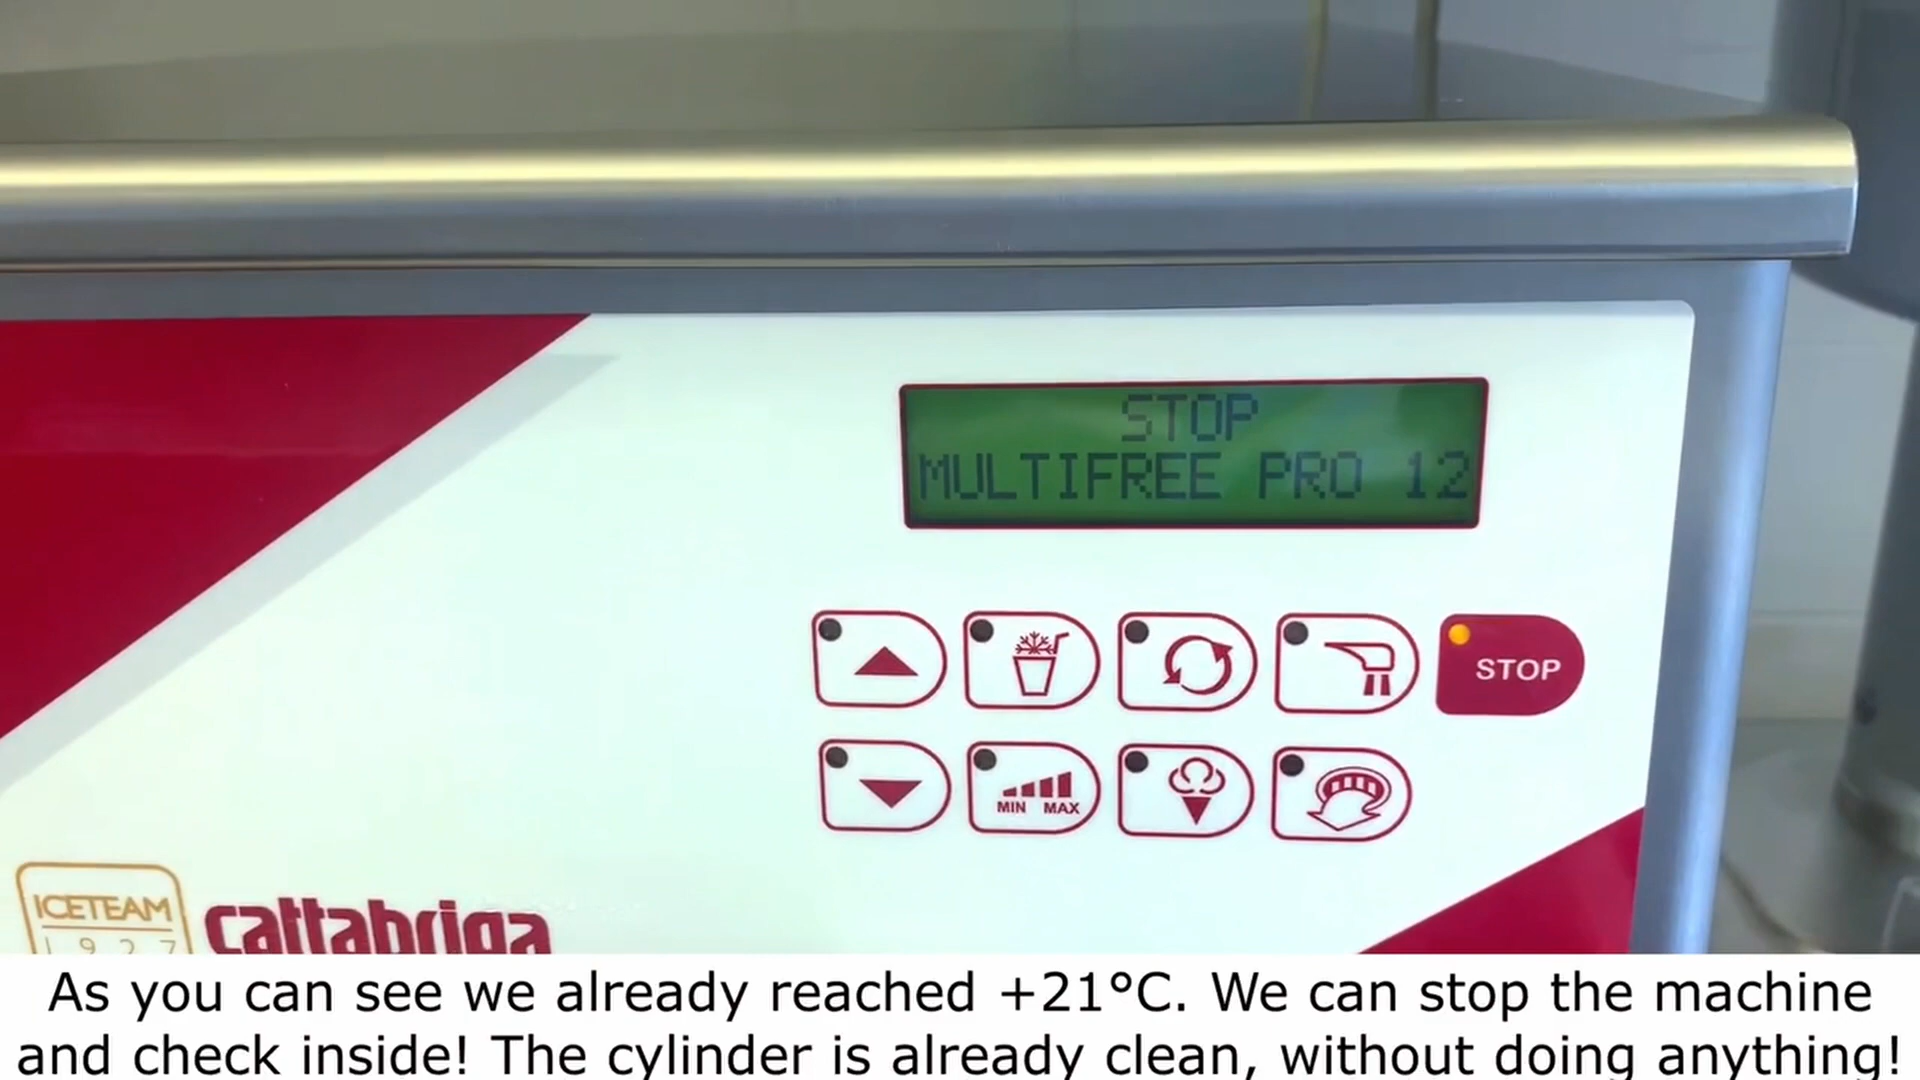 STOP
MULTIFREE PRO 12
STOP
MIN MAX
ICETEAM
1927
cattabriga
As you can see we already reached +21°C. We can stop the machine
and check inside! The cylinder is already clean, without doing anything!